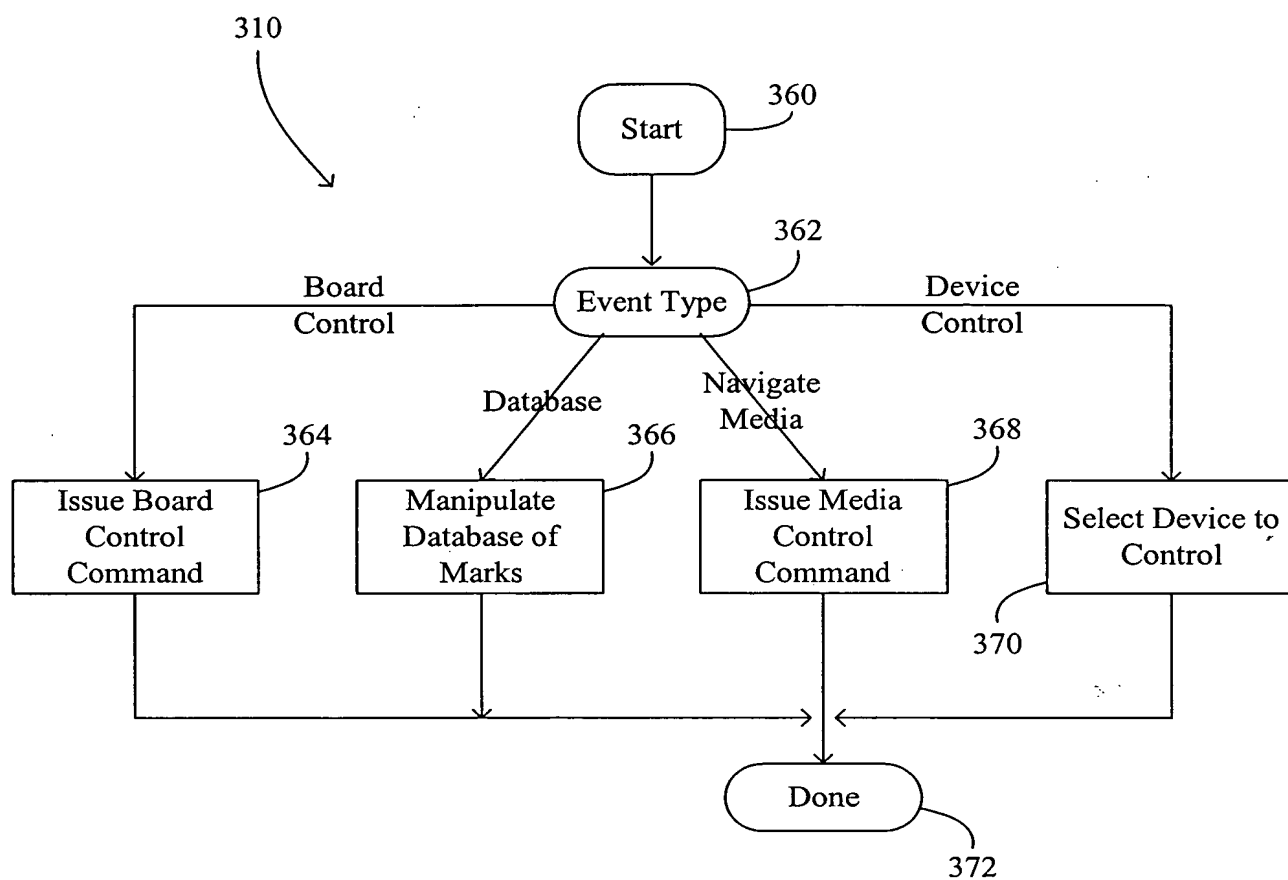 310
360
Start
362
Board
Control
Event Type
Device
Control
Database
Navigate
Media
364
366
368
Issue Board
Control
Command
Manipulate
Database of
Marks
Issue Media
Control
Command
Select Device to
Control
370
Done
372